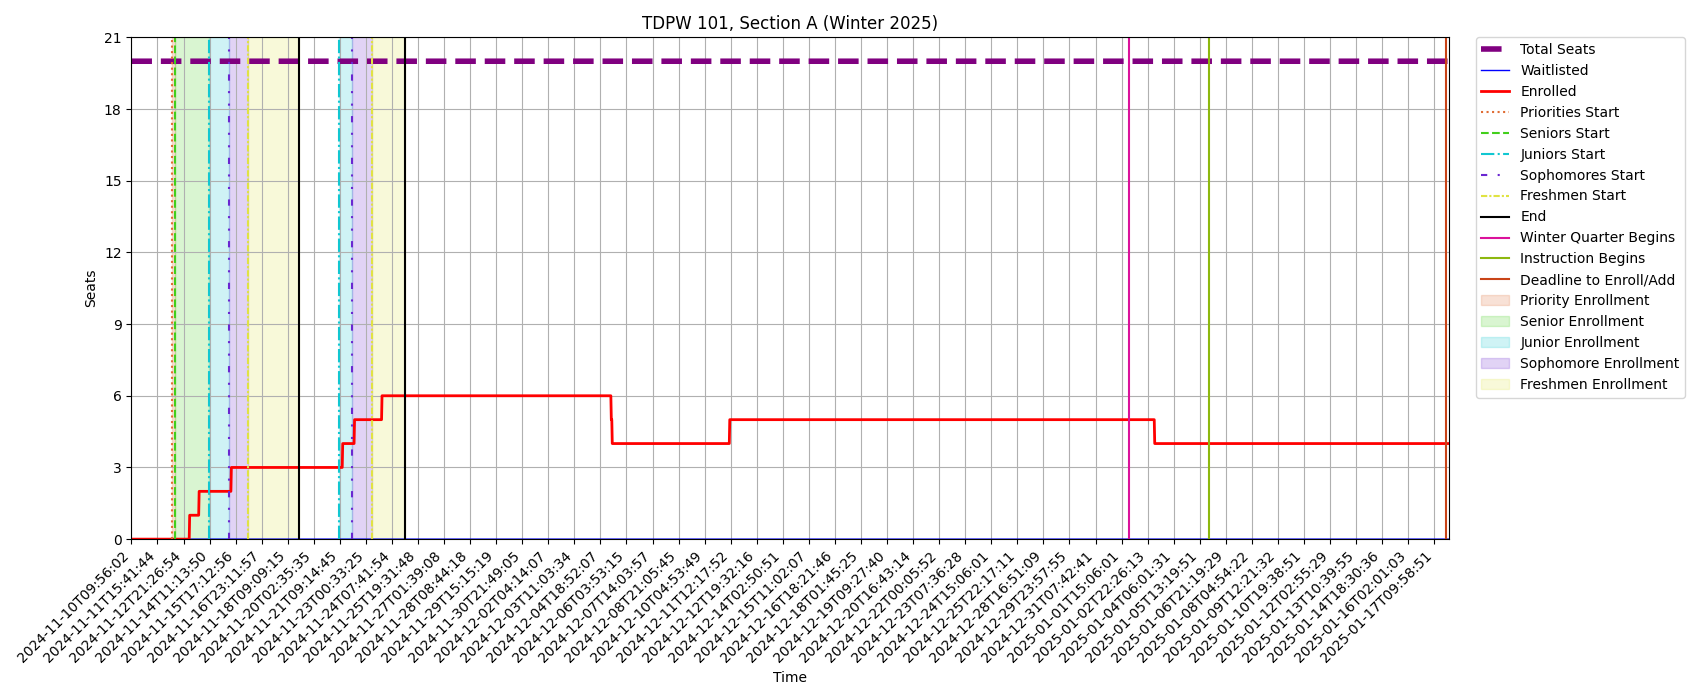 TDPW 101, Section A (Winter 2025)
Seats
21
18
15
12
9
6
3
0
2024-11-10T09:56:02
2024-11-11T15:41:44
2024-11-12T21:26:54
2024-11-14T11:13:50
2024-11-15T17:12:56
2024-11-16T23:11:57
2024-11-18T09:09:15
2024-11-20T02:35:35
2024-11-21T09:14:45
2024-11-23T00:33:25
2024-11-24T07:41:54
2024-11-25T19:31:48
2024-11-27T01:39:08
2024-11-28T08:44:18
2024-11-29T15:15:19
2024-11-30T21:49:05
2024-12-02T04:14:07
2024-12-03T11:03:34
2024-12-04T18:52:07
2024-12-06T03:53:15
2024-12-07T14:03:57
2024-12-08T21:05:45
2024-12-10T04:53:49
2024-12-11T12:17:52
2024-12-12T19:32:16
2024-12-14T02:50:51
2024-12-15T11:02:07
2024-12-16T18:21:46
2024-12-18T01:45:25
2024-12-19T09:27:40
2024-12-20T16:43:14
2024-12-22T00:05:52
2024-12-23T07:36:28
2024-12-24T15:06:01
2024-12-25T22:17:11
2024-12-28T16:51:09
2024-12-29T23:57:55
2024-12-31T07:42:41
2025-01-01T15:06:01
2025-01-02T22:26:13
2025-01-04T06:01:31
2025-01-05T13:19:51
2025-01-06T21:19:29
2025-01-08T04:54:22
2025-01-09T12:21:32
2025-01-10T19:38:51
2025-01-12T02:55:29
2025-01-13T10:39:55
2025-01-14T18:30:36
2025-01-16T02:01:03
2025-01-17T09:58:51
Time
Total Seats
Waitlisted
Enrolled
Priorities Start
Seniors Start
Juniors Start
Sophomores Start
Freshmen Start
End
Winter Quarter Begins
Instruction Begins
Deadline to Enroll/Add
Priority Enrollment
Senior Enrollment
Junior Enrollment
Sophomore Enrollment
Freshmen Enrollment